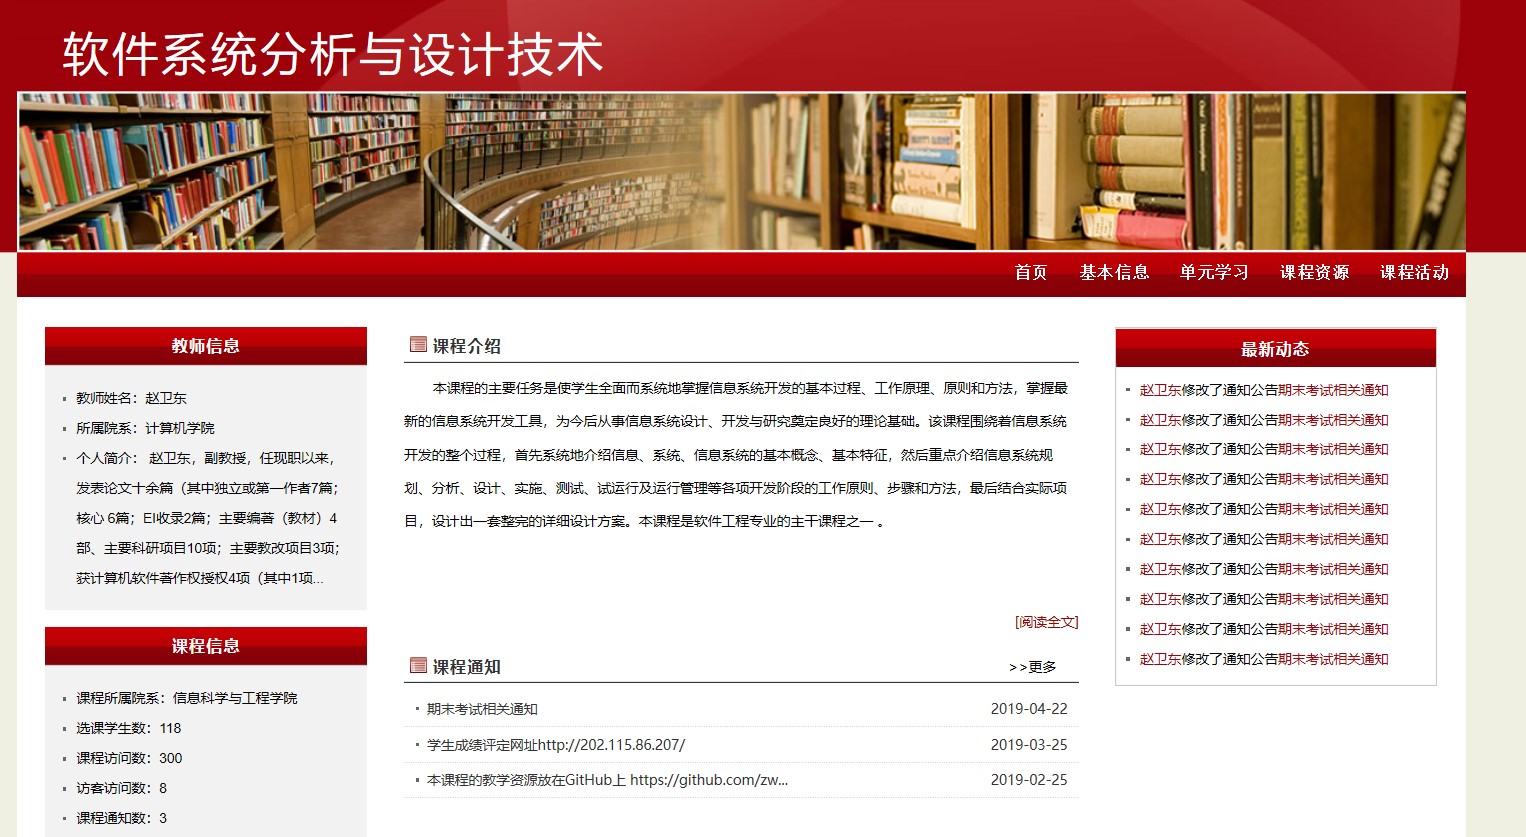 软件系统分析与设计技术
首页 基本信息 单元学习 课程资源 课程活动
教师信息
教师姓名：赵卫东
所属院系：计算机学院
个人简介： 赵卫东，副教授，任现职以来，
发表论文十余篇（其中独立或第一作者7篇；
核心 6篇；EI收录2篇；主要编著（教材）4
部、主要科研项目10项；主要教改项目3项；
获计算机软件著作权授权4项（其中1项...
课程信息
课程所属院系：信息科学与工程学院
选课学生数：118
课程访问数：300
访客访问数：8
课程通知数：3
课程介绍
本课程的主要任务是使学生全面而系统地掌握信息系统开发的基本过程、工作原理、原则和方法，掌握最
新的信息系统开发工具，为今后从事信息系统设计、开发与研究奠定良好的理论基础。该课程围绕着信息系统
开发的整个过程，首先系统地介绍信息、系统、信息系统的基本概念、基本特征，然后重点介绍信息系统规
划、分析、设计、实施、测试、试运行及运行管理等各项开发阶段的工作原则、步骤和方法，最后结合实际项
目，设计出一套整完的详细设计方案。本课程是软件工程专业的主干课程之一 。
[阅读全文]
课程通知 >>更多
期末考试相关通知 2019-04-22
学生成绩评定网址http://202.115.86.207/ 2019-03-25
本课程的教学资源放在GitHub上 https://github.com/zw... 2019-02-25
最新动态
赵卫东修改了通知公告期末考试相关通知
赵卫东修改了通知公告期末考试相关通知
赵卫东修改了通知公告期末考试相关通知
赵卫东修改了通知公告期末考试相关通知
赵卫东修改了通知公告期末考试相关通知
赵卫东修改了通知公告期末考试相关通知
赵卫东修改了通知公告期末考试相关通知
赵卫东修改了通知公告期末考试相关通知
赵卫东修改了通知公告期末考试相关通知
赵卫东修改了通知公告期末考试相关通知